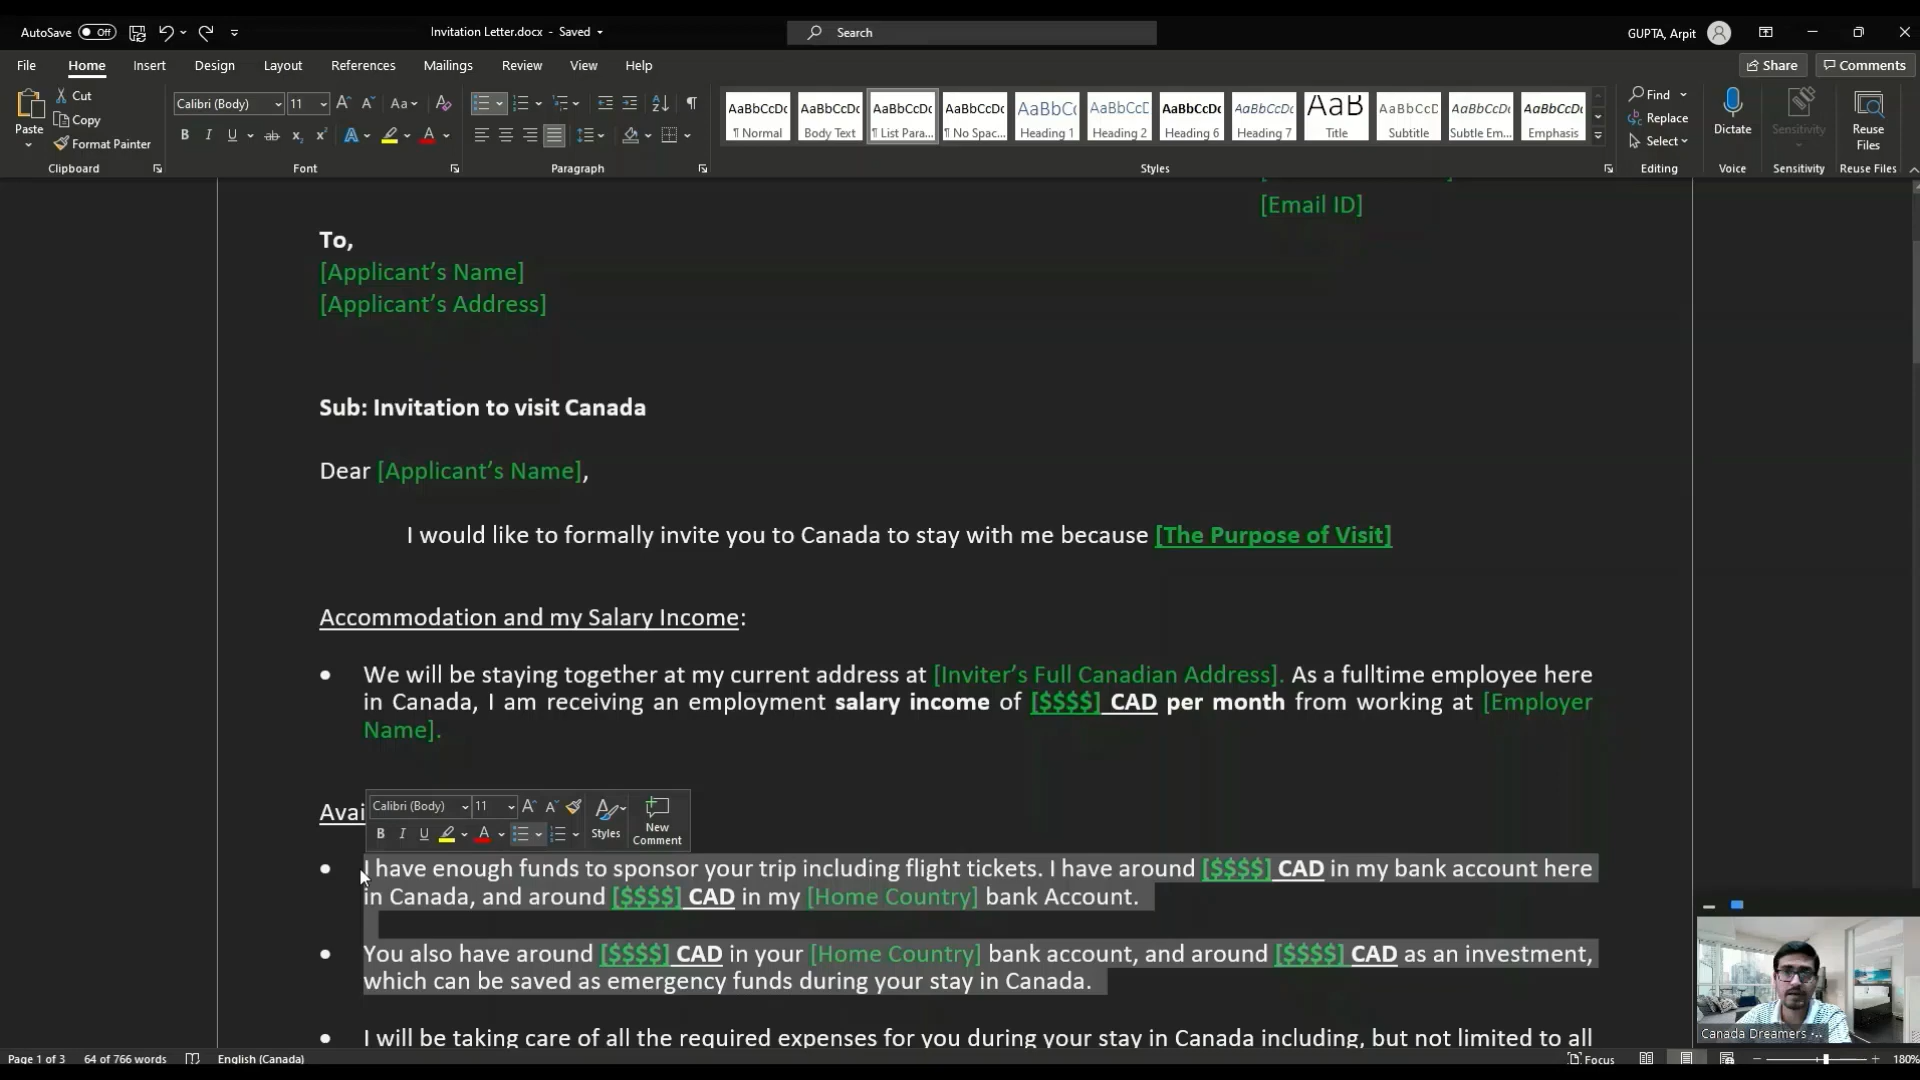 AutoSave Off Invitation Letter.docx - Saved Search GUPTA, Arpit
File Home Insert Design Layout References Mailings Review View Help Share Comments
Paste Cut Copy Format Painter
Calibri (Body) 11 Aa
B I U ab x₂ x² A A
AaBbCcDc AaBbCcDc AaBbCcDc AaBbCcDc AaBbC AaBbCcD AaBbCcDc AaBbCcDc AaB AaBbCcD AaBbCcDc AaBbCcDc
¶ Normal Body Text ¶ List Para... ¶ No Spac... Heading 1 Heading 2 Heading 6 Heading 7 Title Subtitle Subtle Em... Emphasis
Find Replace Select
Dictate Sensitivity Reuse Files
Clipboard Font Paragraph Styles Editing Voice Sensitivity Reuse Files
[Email ID]
To,
[Applicant’s Name]
[Applicant’s Address]
Sub: Invitation to visit Canada
Dear [Applicant’s Name],
I would like to formally invite you to Canada to stay with me because [The Purpose of Visit]
Accommodation and my Salary Income:
• We will be staying together at my current address at [Inviter’s Full Canadian Address]. As a fulltime employee here
in Canada, I am receiving an employment salary income of [$$$$] CAD per month from working at [Employer
Name].
Avai
Calibri (Body) 11
B I U A Styles New Comment
• I have enough funds to sponsor your trip including flight tickets. I have around [$$$$] CAD in my bank account here
in Canada, and around [$$$$] CAD in my [Home Country] bank Account.
• You also have around [$$$$] CAD in your [Home Country] bank account, and around [$$$$] CAD as an investment,
which can be saved as emergency funds during your stay in Canada.
• I will be taking care of all the required expenses for you during your stay in Canada including, but not limited to all
Canada Dreamers
Page 1 of 3 64 of 766 words English (Canada) Focus 180%